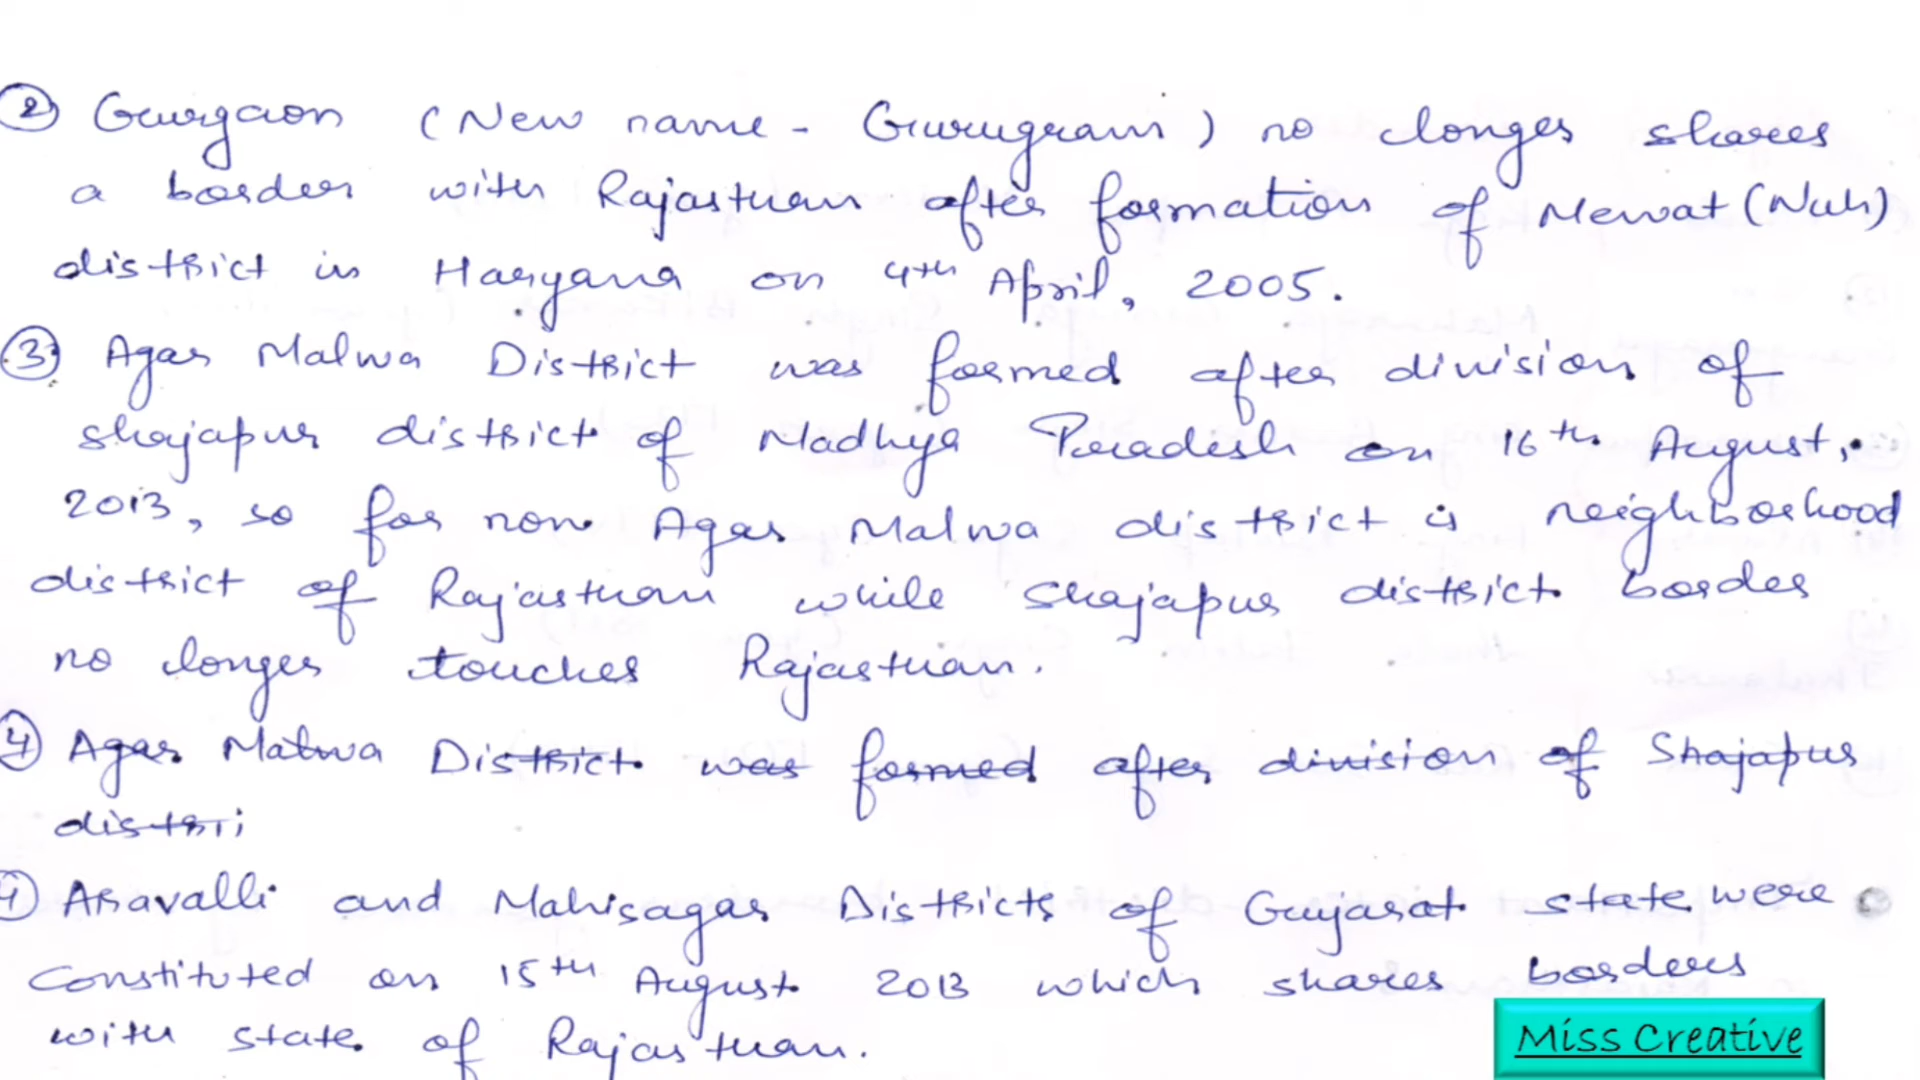 ② Gurgaon (New name - Gurugram) no longer shares
a border with Rajasthan after formation of Mewat (Nuh)
district in Haryana on 4th April, 2005.
③ Agar Malwa District was formed after division of
shajapur district of Madhya Pradesh on 16th August,
2013, so for now Agar Malwa district is neighborhood
district of Rajasthan while shajapur district border
no longer touches Rajasthan.
④ Agar Malwa District was formed after division of Shajapur
distri
④ Aravalli and Mahisagar Districts of Gujarat state were
constituted on 15th August 2013 which shares borders
with state of Rajasthan.
Miss Creative